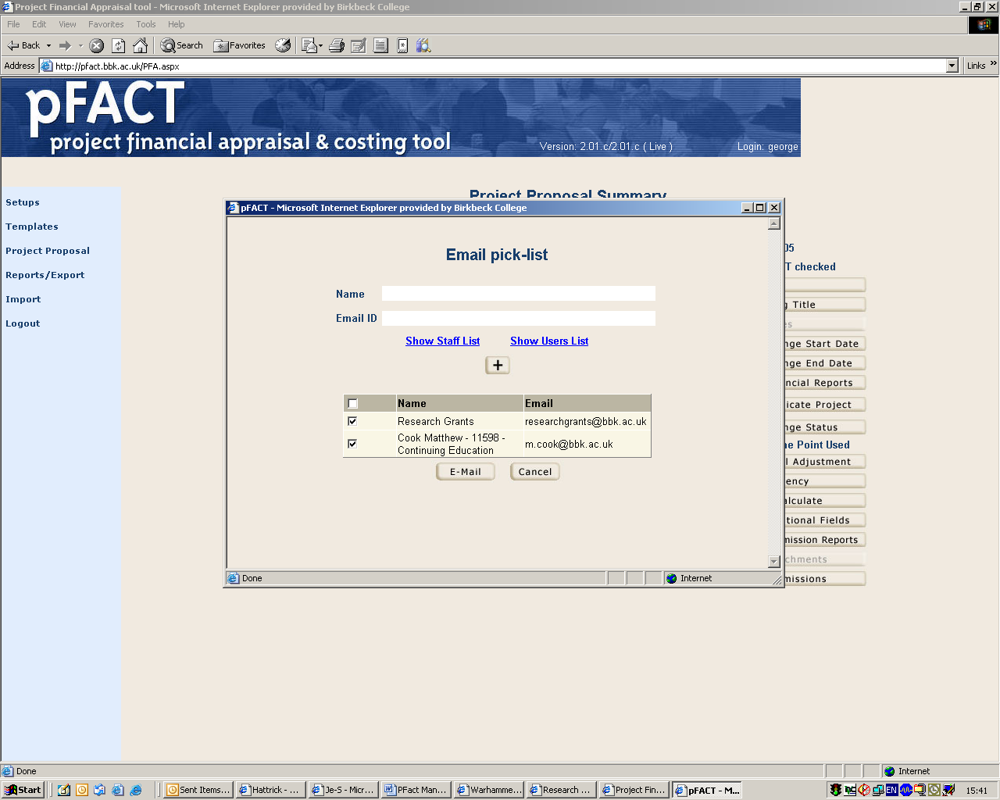 Project Financial Appraisal tool - Microsoft Internet Explorer provided by Birkbeck College
File Edit View Favorites Tools Help
Back Search Favorites
Address http://pfact.bbk.ac.uk/PFA.aspx Links »
pFACT
project financial appraisal & costing tool
Version: 2.01.c/2.01.c ( Live ) Login: george
Project Proposal Summary
Setups
Templates
Project Proposal
Reports/Export
Import
Logout
pFACT - Microsoft Internet Explorer provided by Birkbeck College
Email pick-list
Name
Email ID
Show Staff List Show Users List
+
Name Email
Research Grants researchgrants@bbk.ac.uk
Cook Matthew - 11598 - Continuing Education m.cook@bbk.ac.uk
E-Mail Cancel
Done Internet
05
T checked
g Title
es
nge Start Date
nge End Date
ncial Reports
icate Project
nge Status
ne Point Used
l Adjustment
ency
alculate
tional Fields
mission Reports
chments
missions
Done Internet
Start Sent Items... Hattrick - ... Je-S - Micr... PFact Man... Warhamme... Research ... Project Fin... pFACT - M... EN 15:41